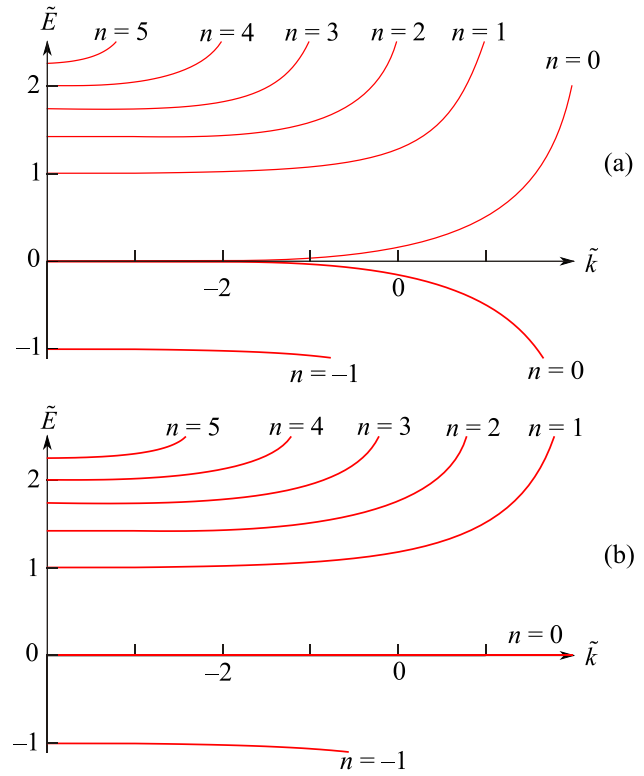 Ẽ
n = 5 n = 4 n = 3 n = 2 n = 1
n = 0
2
(a)
1
0
–2 0 k̃
–1
n = –1 n = 0
Ẽ
n = 5 n = 4 n = 3 n = 2 n = 1
2
(b)
1
n = 0
0
–2 0 k̃
–1
n = –1